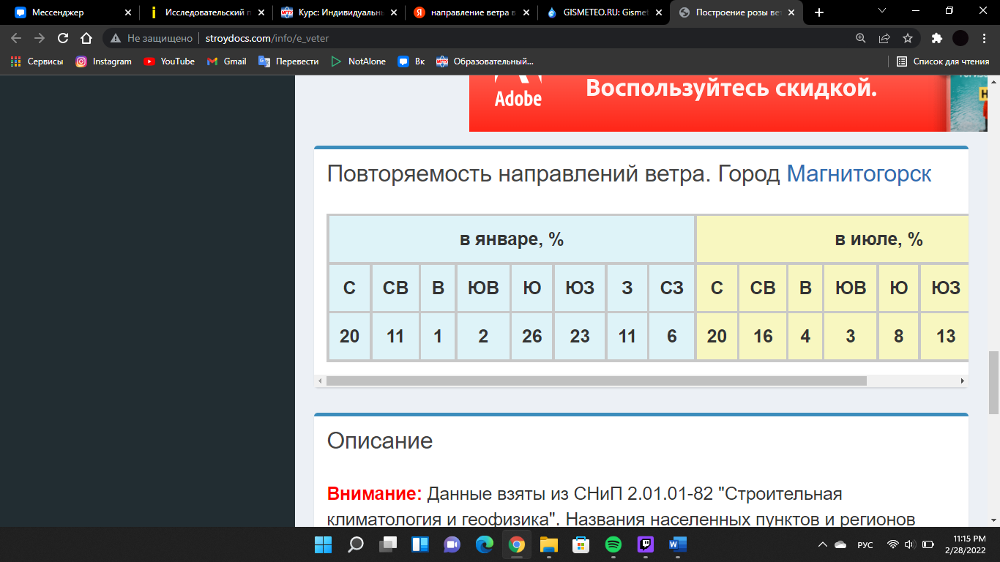 Мессенджер
Исследовательский п
Курс: Индивидуальны
направление ветра в
GISMETEO.RU: Gismet
Построение розы вет
Не защищено
stroydocs.com/info/e_veter
Сервисы
Instagram
YouTube
Gmail
Перевести
NotAlone
Вк
Образовательный...
Список для чтения
Adobe
Воспользуйтесь скидкой.
Повторяемость направлений ветра. Город Магнитогорск
в январе, % в июле, %
С СВ В ЮВ Ю ЮЗ З СЗ С СВ В ЮВ Ю ЮЗ
20 11 1 2 26 23 11 6 20 16 4 3 8 13
Описание
Внимание: Данные взяты из СНиП 2.01.01-82 "Строительная
климатология и геофизика". Названия населенных пунктов и регионов
РУС
11:15 PM
2/28/2022